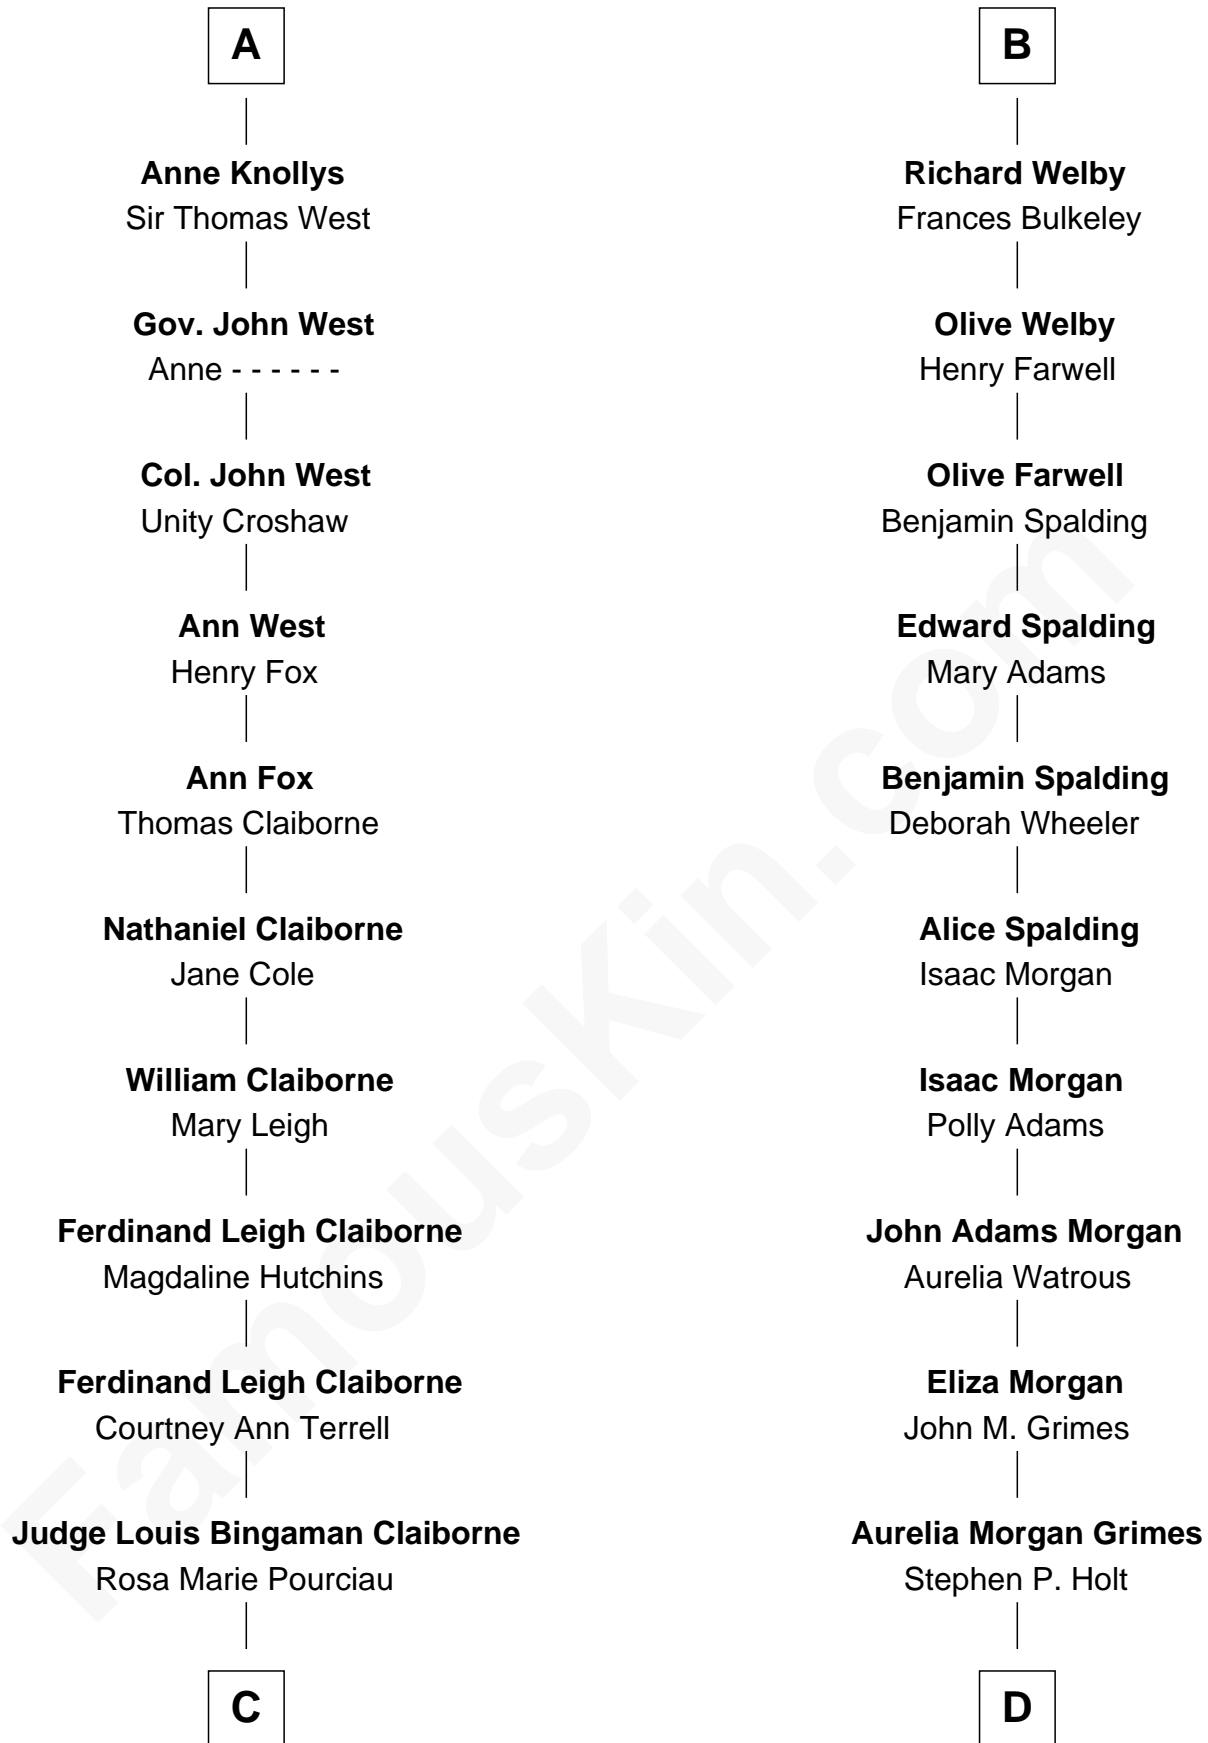 A
Anne Knollys
Sir Thomas West
Gov. John West
Anne - - - - - -
Col. John West
Unity Croshaw
Ann West
Henry Fox
Ann Fox
Thomas Claiborne
Nathaniel Claiborne
Jane Cole
William Claiborne
Mary Leigh
Ferdinand Leigh Claiborne
Magdaline Hutchins
Ferdinand Leigh Claiborne
Courtney Ann Terrell
Judge Louis Bingaman Claiborne
Rosa Marie Pourciau
C
B
Richard Welby
Frances Bulkeley
Olive Welby
Henry Farwell
Olive Farwell
Benjamin Spalding
Edward Spalding
Mary Adams
Benjamin Spalding
Deborah Wheeler
Alice Spalding
Isaac Morgan
Isaac Morgan
Polly Adams
John Adams Morgan
Aurelia Watrous
Eliza Morgan
John M. Grimes
Aurelia Morgan Grimes
Stephen P. Holt
D
FamousKin.com